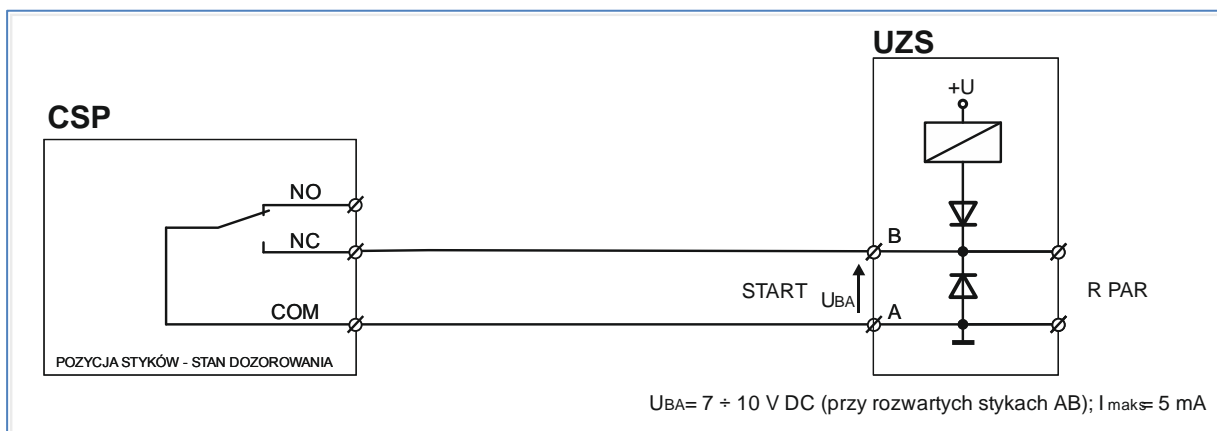 UZS
+U
CSP
NO
NC
COM
POZYCJA STYKÓW - STAN DOZOROWANIA
START
UBA
B
A
R PAR
UBA= 7 ÷ 10 V DC (przy rozwartych stykach AB); I maks= 5 mA